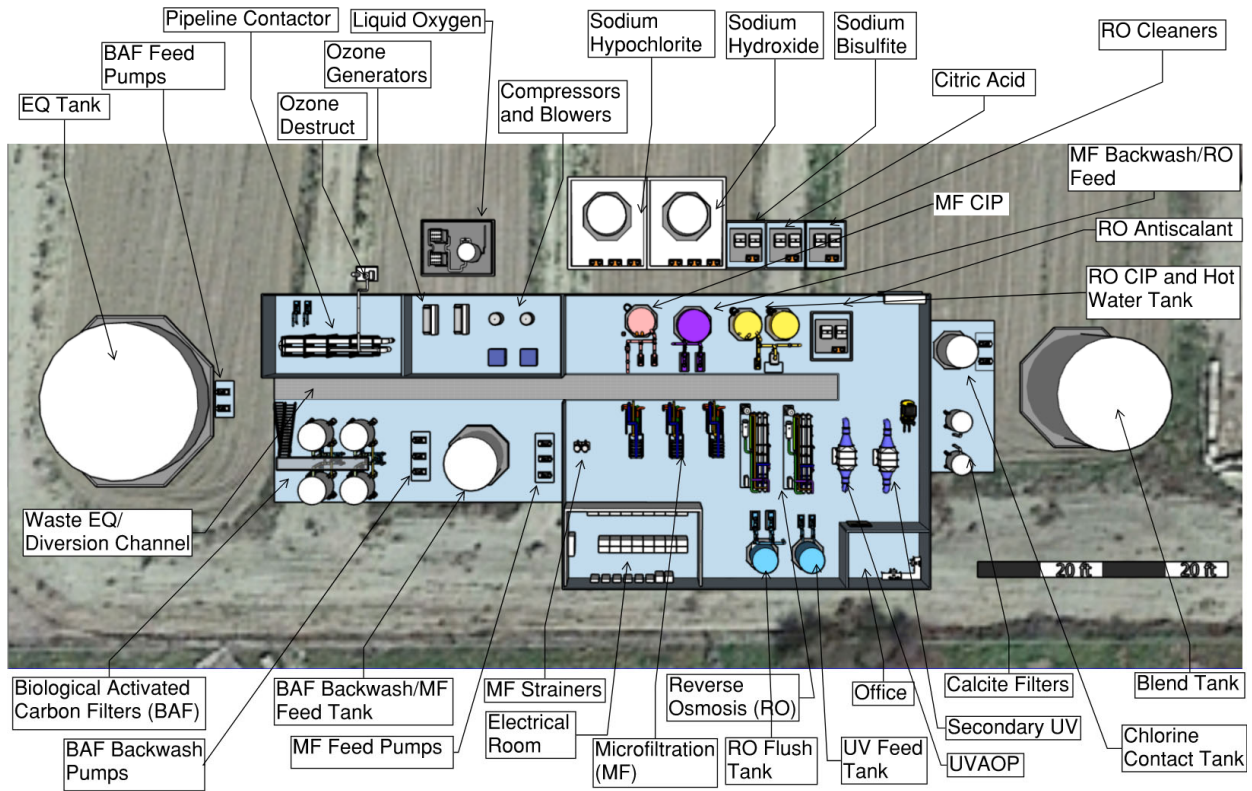 Pipeline Contactor
Liquid Oxygen
Sodium
Hypochlorite
Sodium
Hydroxide
Sodium
Bisulfite
RO Cleaners
BAF Feed
Pumps
Ozone
Generators
Citric Acid
EQ Tank
Ozone
Destruct
Compressors
and Blowers
MF Backwash/RO
Feed
MF CIP
RO Antiscalant
RO CIP and Hot
Water Tank
Waste EQ/
Diversion Channel
20 ft
20 ft
Biological Activated
Carbon Filters (BAF)
BAF Backwash/MF
Feed Tank
MF Strainers
Reverse
Osmosis (RO)
Office
Calcite Filters
Blend Tank
BAF Backwash
Pumps
MF Feed Pumps
Electrical
Room
Microfiltration
(MF)
RO Flush
Tank
UV Feed
Tank
Secondary UV
UVAOP
Chlorine
Contact Tank